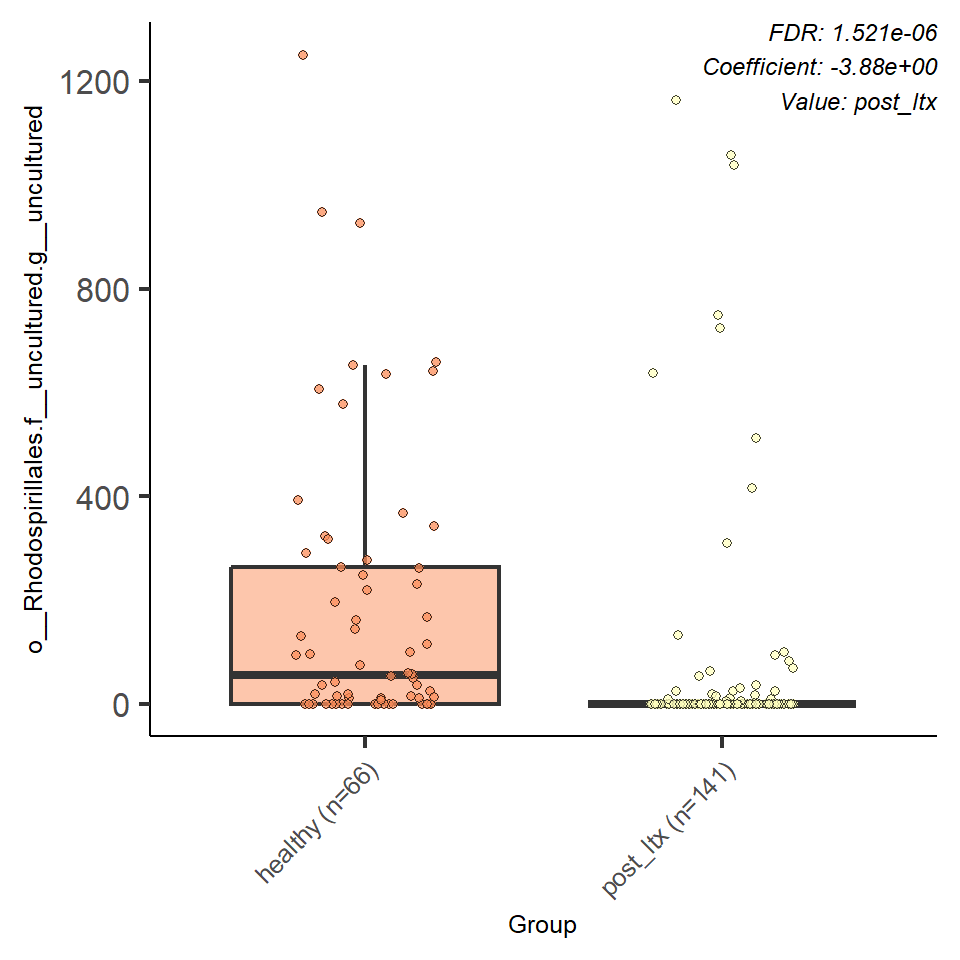 FDR: 1.521e-06
Coefficient: -3.88e+00
Value: post_ltx
o__Rhodospirillales.f__uncultured.g__uncultured
1200
800
400
0
healthy (n=66)
post_ltx (n=141)
Group